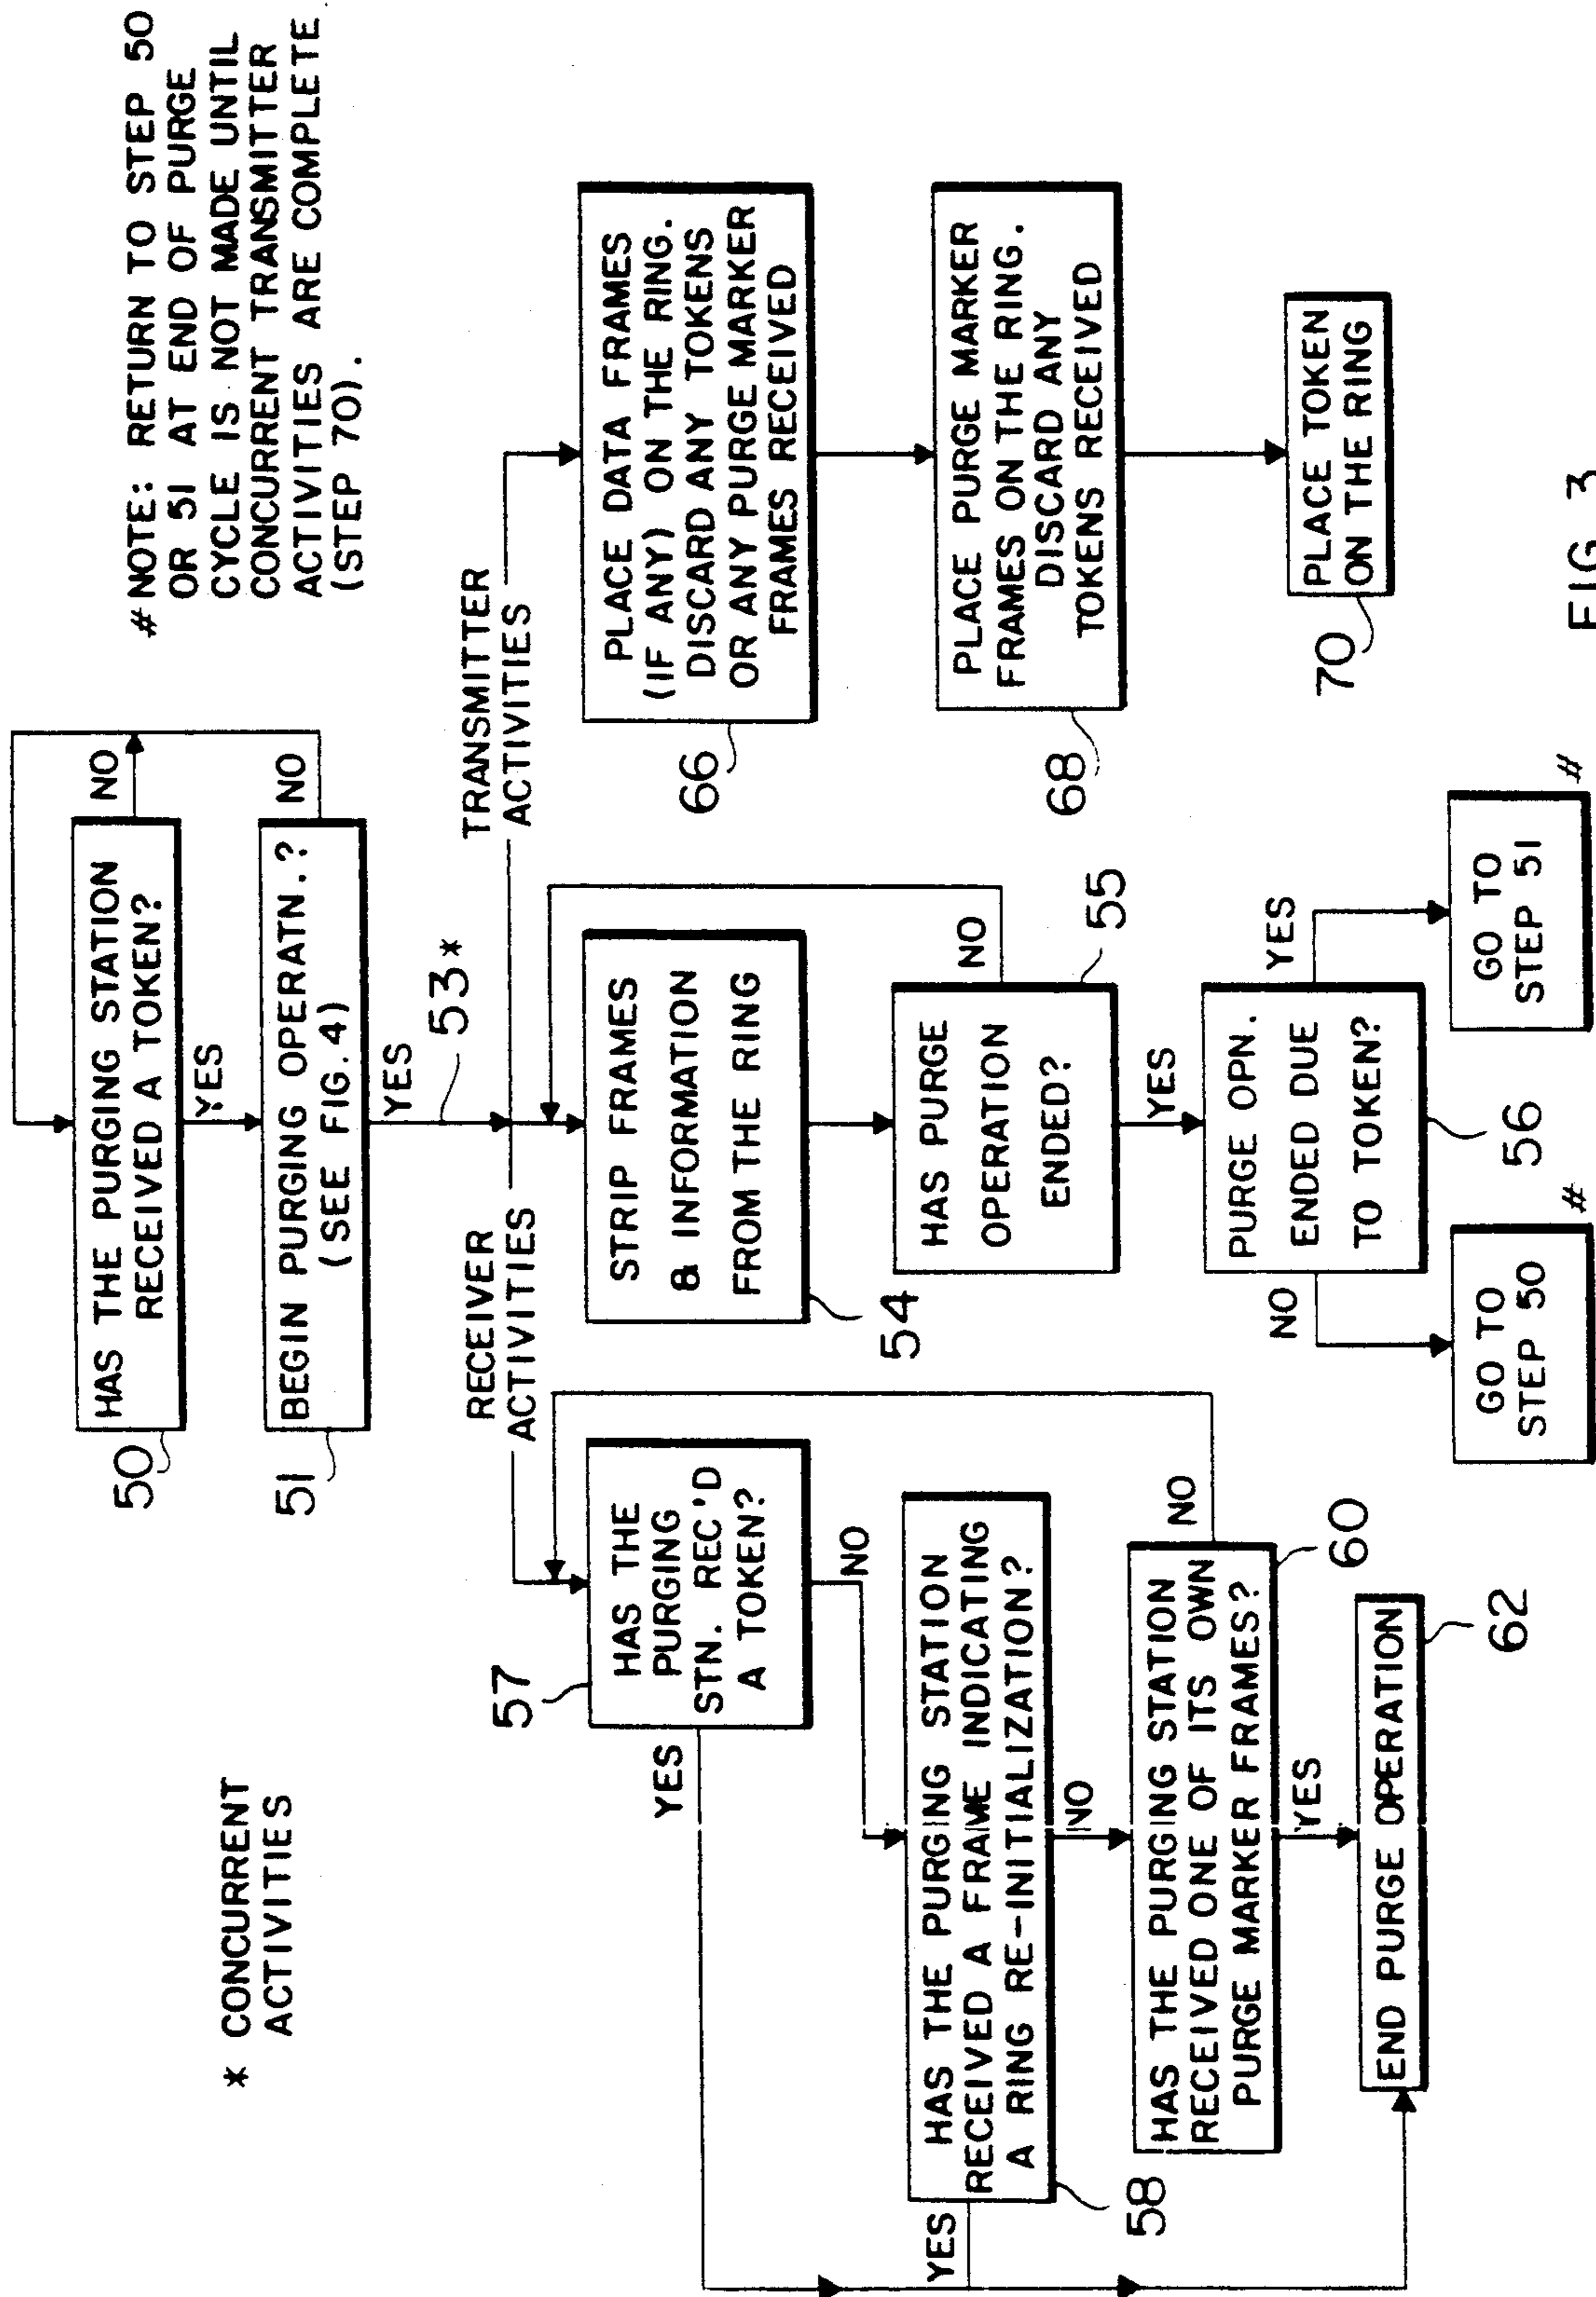 * CONCURRENT
ACTIVITIES
HAS THE PURGING STATION
RECEIVED A TOKEN?
50
NO
YES
BEGIN PURGING OPERATN.?
(SEE FIG.4)
51
NO
YES
53*
# NOTE: RETURN TO STEP 50
OR 51 AT END OF PURGE
CYCLE IS NOT MADE UNTIL
CONCURRENT TRANSMITTER
ACTIVITIES ARE COMPLETE
(STEP 70).
RECEIVER
ACTIVITIES
TRANSMITTER
ACTIVITIES
57
HAS THE
PURGING
STN. REC'D
A TOKEN?
YES
NO
HAS THE PURGING STATION
RECEIVED A FRAME INDICATING
A RING RE-INITIALIZATION?
58
YES
NO
HAS THE PURGING STATION
RECEIVED ONE OF ITS OWN
PURGE MARKER FRAMES?
60
NO
YES
END PURGE OPERATION
62
STRIP FRAMES
& INFORMATION
FROM THE RING
54
HAS PURGE
OPERATION
ENDED?
55
NO
YES
PURGE OPN.
ENDED DUE
TO TOKEN?
56
NO
YES
GO TO
STEP 50
#
GO TO
STEP 51
#
PLACE DATA FRAMES
(IF ANY) ON THE RING.
DISCARD ANY TOKENS
OR ANY PURGE MARKER
FRAMES RECEIVED
66
PLACE PURGE MARKER
FRAMES ON THE RING.
DISCARD ANY
TOKENS RECEIVED
68
PLACE TOKEN
ON THE RING
70
FIG 3